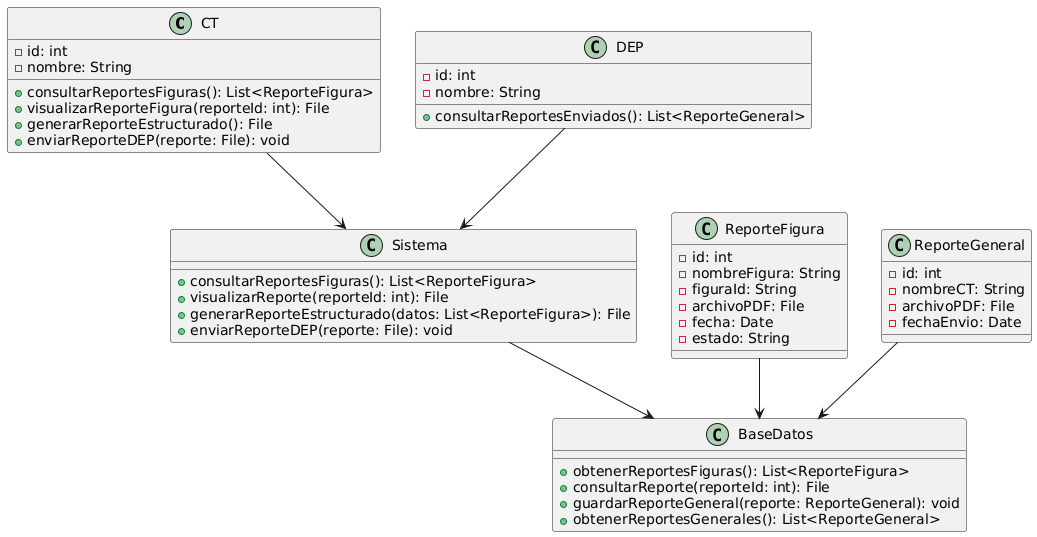 C CT
id: int
nombre: String
consultarReportesFiguras(): List<ReporteFigura>
visualizarReporteFigura(reporteId: int): File
generarReporteEstructurado(): File
enviarReporteDEP(reporte: File): void
C DEP
id: int
nombre: String
consultarReportesEnviados(): List<ReporteGeneral>
C Sistema
consultarReportesFiguras(): List<ReporteFigura>
visualizarReporte(reporteId: int): File
generarReporteEstructurado(datos: List<ReporteFigura>): File
enviarReporteDEP(reporte: File): void
C ReporteFigura
id: int
nombreFigura: String
figuraId: String
archivoPDF: File
fecha: Date
estado: String
C ReporteGeneral
id: int
nombreCT: String
archivoPDF: File
fechaEnvio: Date
C BaseDatos
obtenerReportesFiguras(): List<ReporteFigura>
consultarReporte(reporteId: int): File
guardarReporteGeneral(reporte: ReporteGeneral): void
obtenerReportesGenerales(): List<ReporteGeneral>